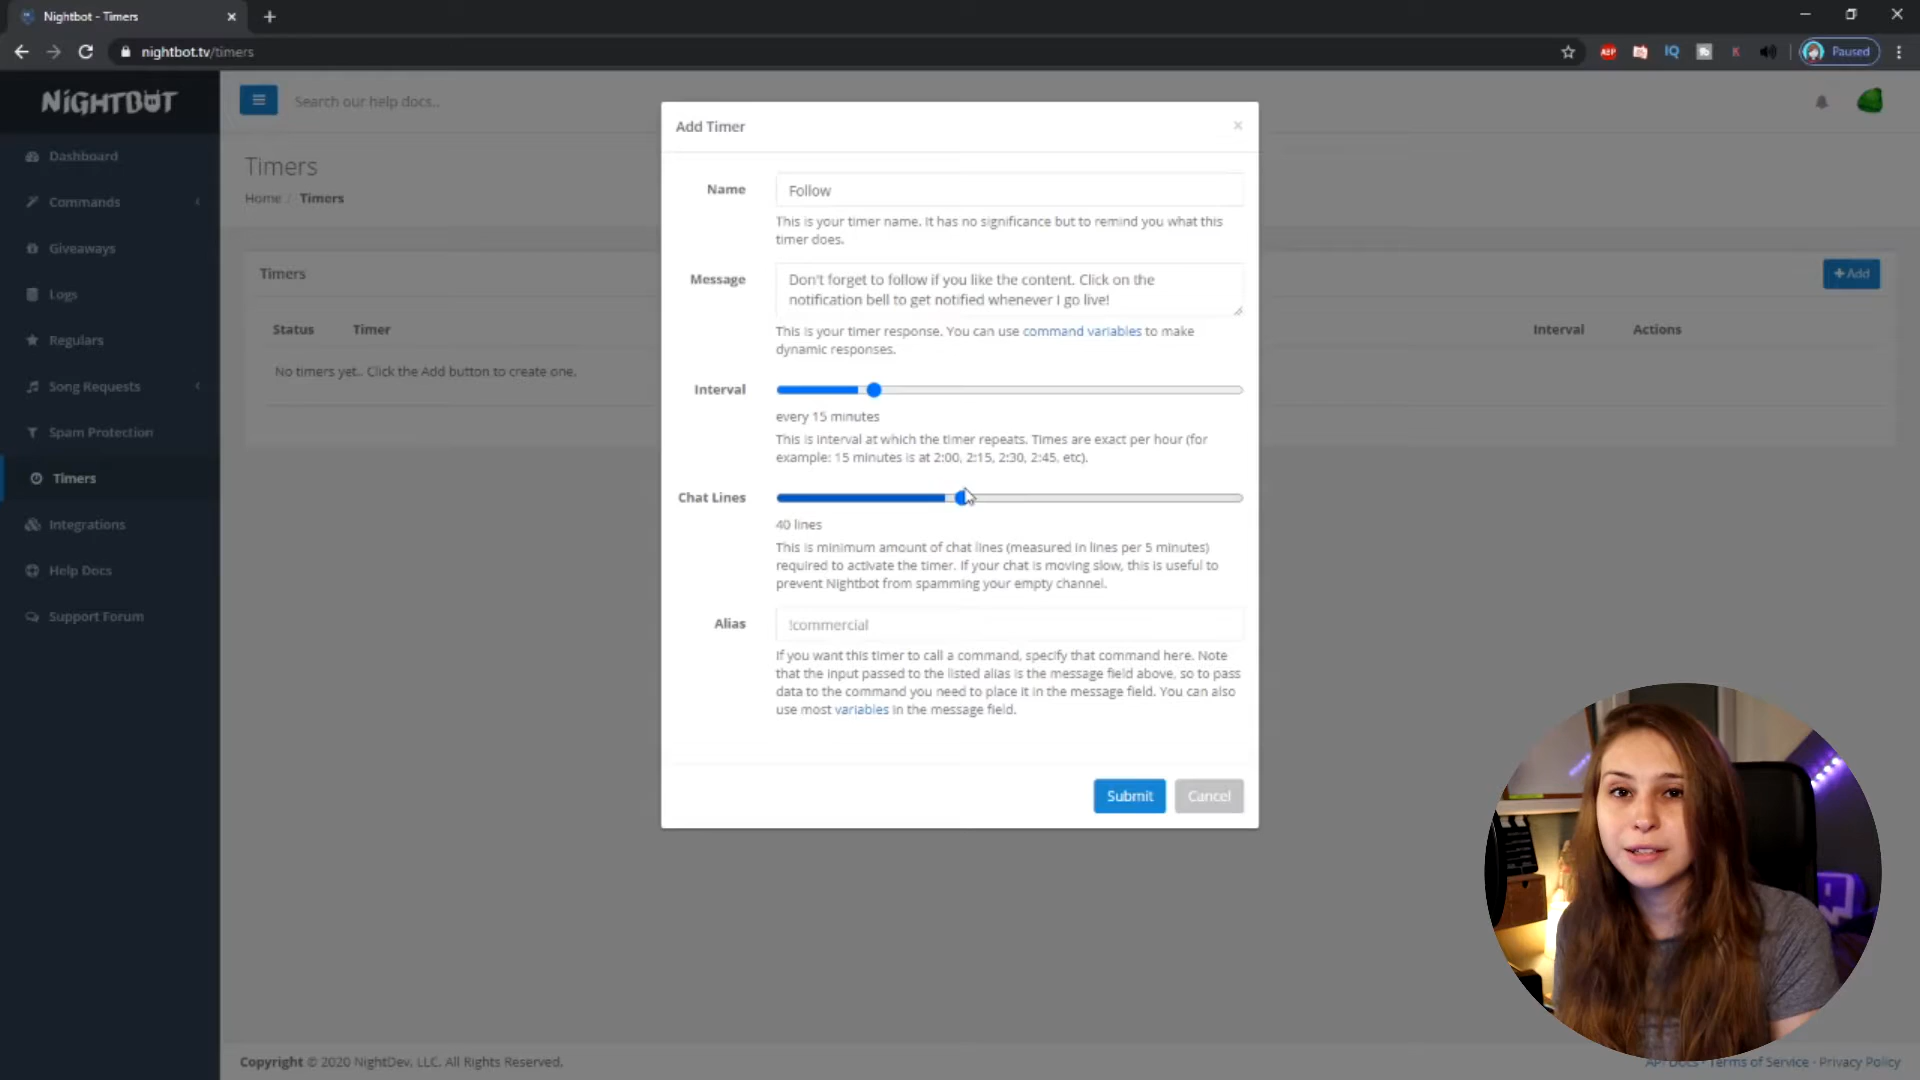 Nightbot - Timers
nightbot.tv/timers
ABP
IQ
K
Paused
NIGHTBOT
Search our help docs..
Dashboard
Commands
Giveaways
Logs
Regulars
Song Requests
Spam Protection
Timers
Integrations
Help Docs
Support Forum
Timers
Home / Timers
Timers
+ Add
Status Timer Interval Actions
No timers yet.. Click the Add button to create one.
Add Timer
×
Name
Follow
This is your timer name. It has no significance but to remind you what this
timer does.
Message
Don't forget to follow if you like the content. Click on the
notification bell to get notified whenever I go live!
This is your timer response. You can use command variables to make
dynamic responses.
Interval
every 15 minutes
This is interval at which the timer repeats. Times are exact per hour (for
example: 15 minutes is at 2:00, 2:15, 2:30, 2:45, etc).
Chat Lines
40 lines
This is minimum amount of chat lines (measured in lines per 5 minutes)
required to activate the timer. If your chat is moving slow, this is useful to
prevent Nightbot from spamming your empty channel.
Alias
!commercial
If you want this timer to call a command, specify that command here. Note
that the input passed to the listed alias is the message field above, so to pass
data to the command you need to place it in the message field. You can also
use most variables in the message field.
Submit
Cancel
Copyright © 2020 NightDev, LLC. All Rights Reserved.
API Docs · Terms of Service · Privacy Policy